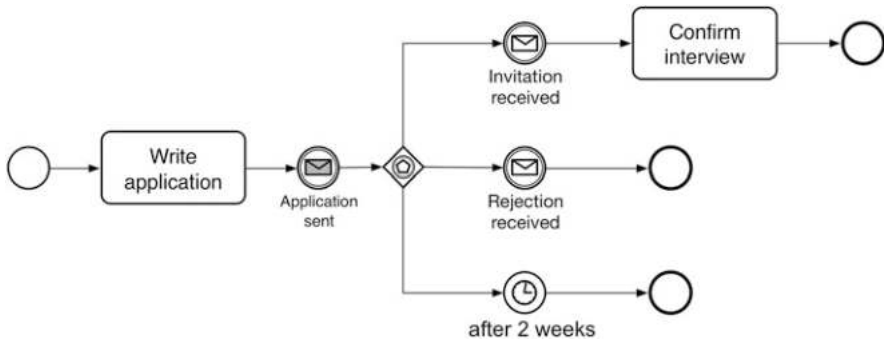 Confirm
interview
Invitation
received
Write
application
Application
sent
Rejection
received
after 2 weeks